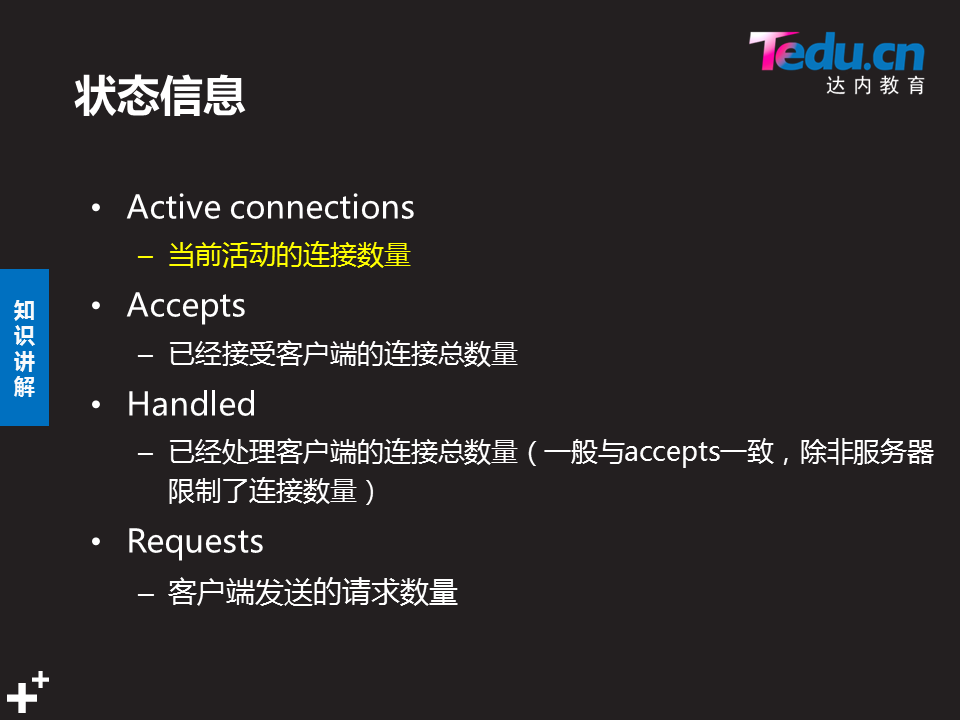 Tedu.cn
达内教育
状态信息
• Active connections
– 当前活动的连接数量
• Accepts
– 已经接受客户端的连接总数量
• Handled
– 已经处理客户端的连接总数量（一般与accepts一致，除非服务器
限制了连接数量）
• Requests
– 客户端发送的请求数量
知识讲解